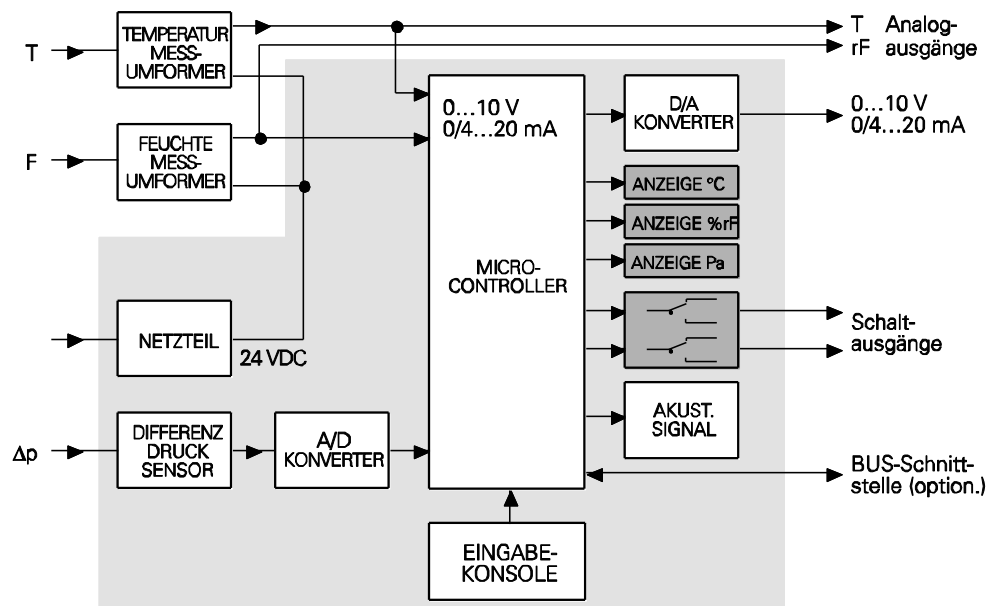 T
TEMPERATUR
MESS-
UMFORMER
T Analog-
rF ausgänge
F
FEUCHTE
MESS-
UMFORMER
0...10 V
0/4...20 mA
MICRO-
CONTROLLER
D/A
KONVERTER
0...10 V
0/4...20 mA
ANZEIGE °C
ANZEIGE %rF
ANZEIGE Pa
NETZTEIL
24 VDC
Schalt-
ausgänge
Δp
DIFFERENZ
DRUCK
SENSOR
A/D
KONVERTER
AKUST.
SIGNAL
BUS-Schnitt-
stelle (option.)
EINGABE-
KONSOLE